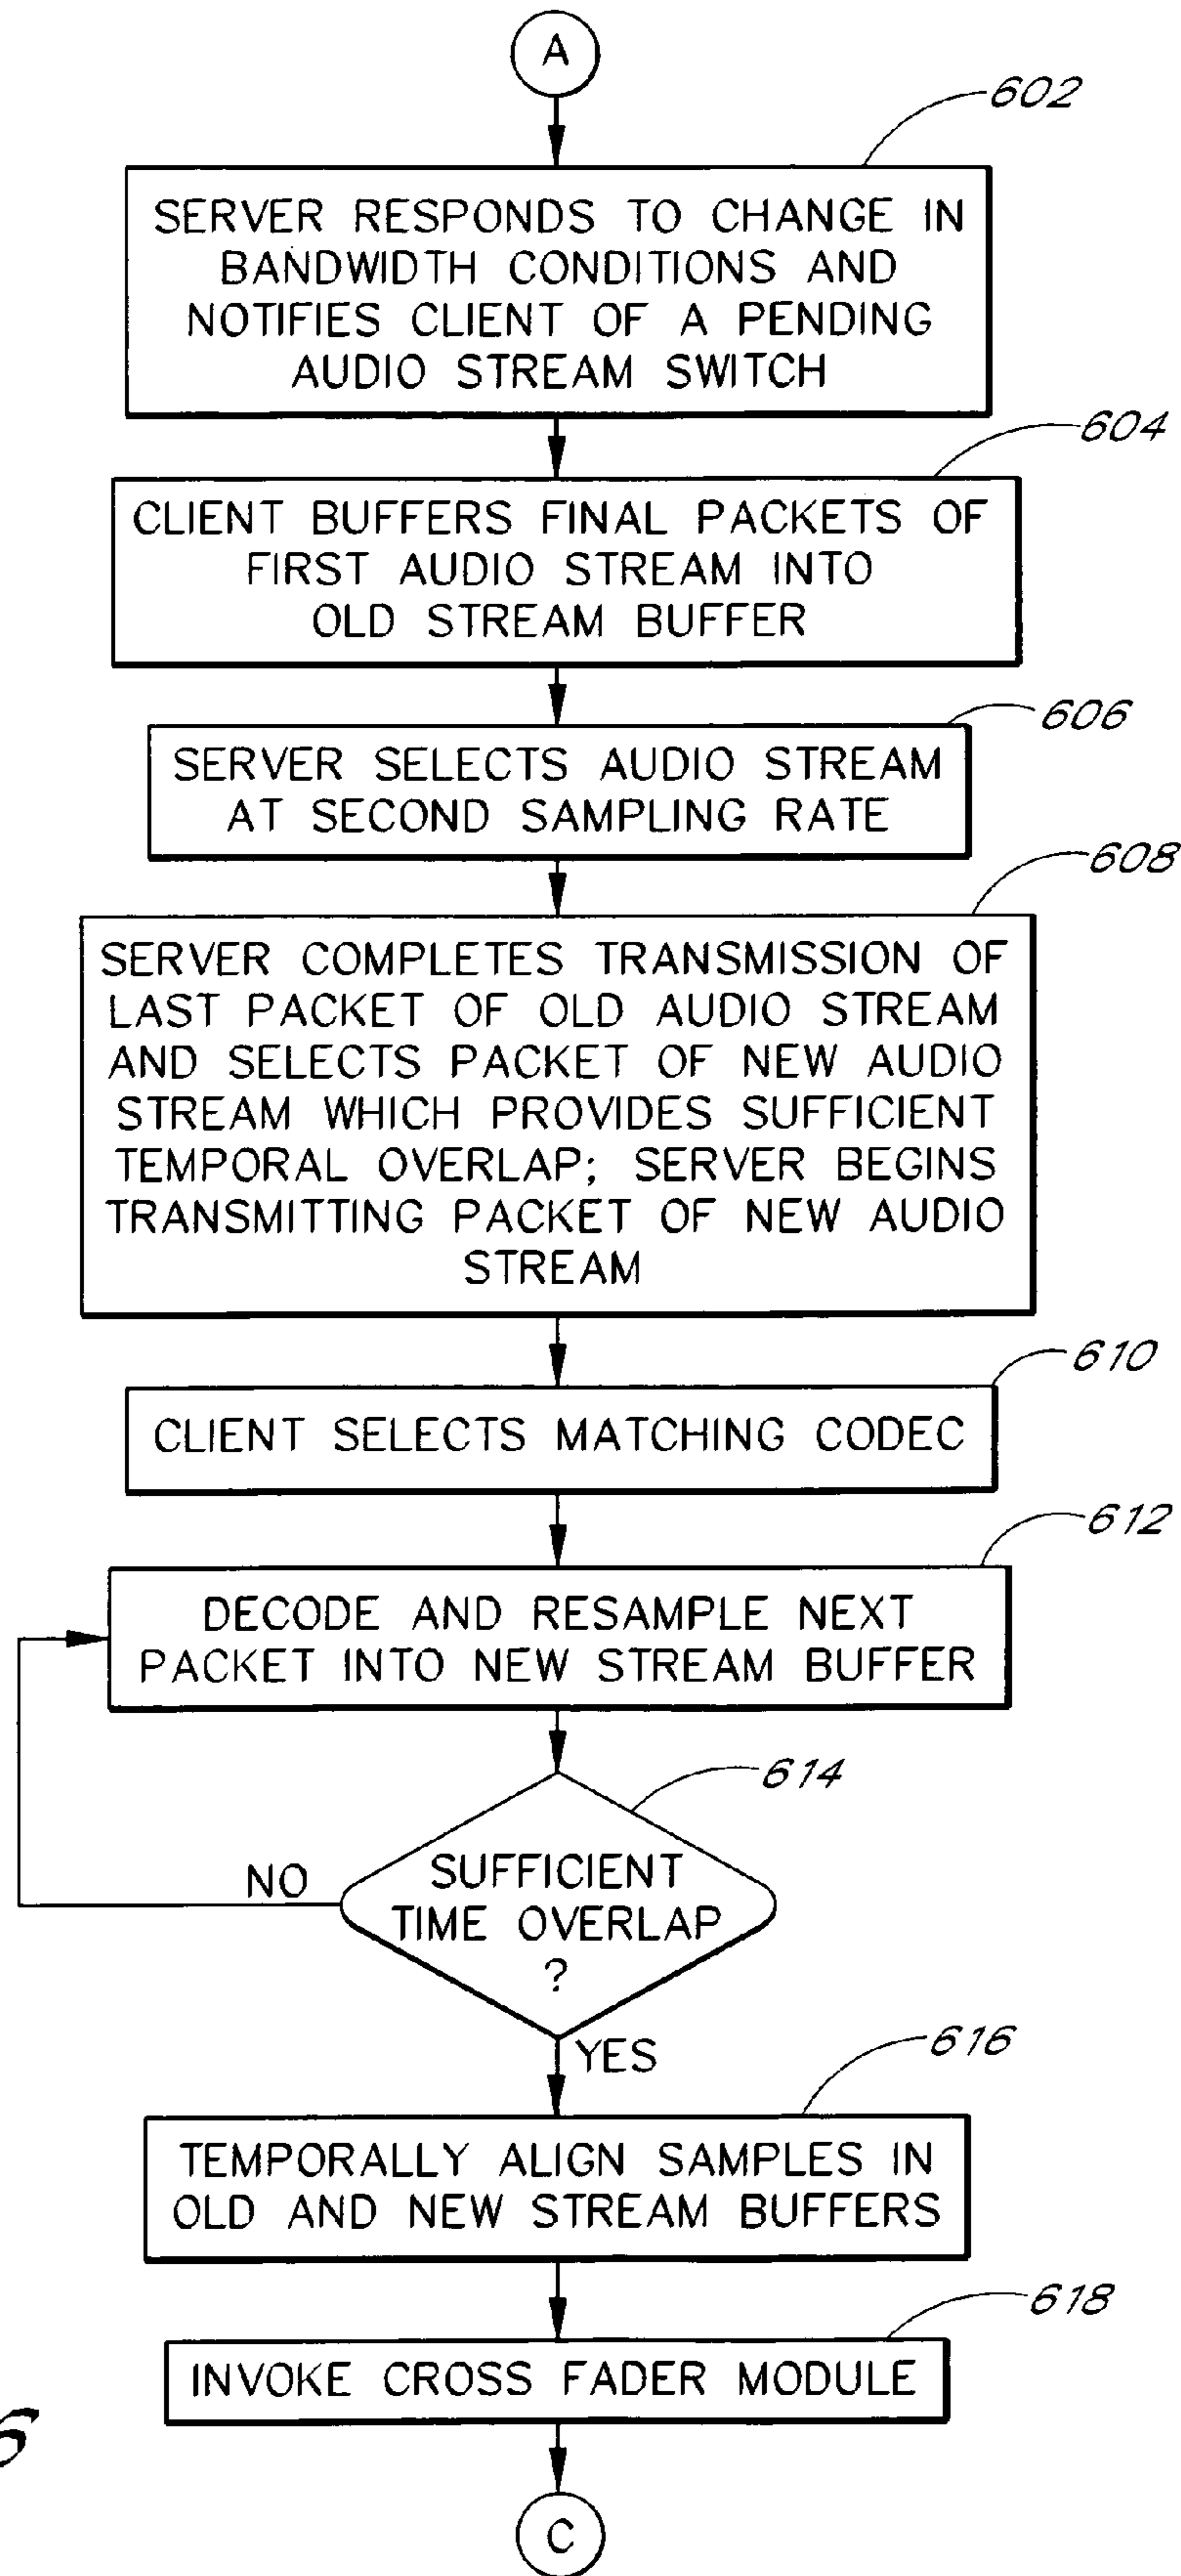 A
602
SERVER RESPONDS TO CHANGE IN
BANDWIDTH CONDITIONS AND
NOTIFIES CLIENT OF A PENDING
AUDIO STREAM SWITCH
604
CLIENT BUFFERS FINAL PACKETS OF
FIRST AUDIO STREAM INTO
OLD STREAM BUFFER
606
SERVER SELECTS AUDIO STREAM
AT SECOND SAMPLING RATE
608
SERVER COMPLETES TRANSMISSION OF
LAST PACKET OF OLD AUDIO STREAM
AND SELECTS PACKET OF NEW AUDIO
STREAM WHICH PROVIDES SUFFICIENT
TEMPORAL OVERLAP; SERVER BEGINS
TRANSMITTING PACKET OF NEW AUDIO
STREAM
610
CLIENT SELECTS MATCHING CODEC
612
DECODE AND RESAMPLE NEXT
PACKET INTO NEW STREAM BUFFER
614
SUFFICIENT
TIME OVERLAP
?
NO
YES
616
TEMPORALLY ALIGN SAMPLES IN
OLD AND NEW STREAM BUFFERS
618
INVOKE CROSS FADER MODULE
C